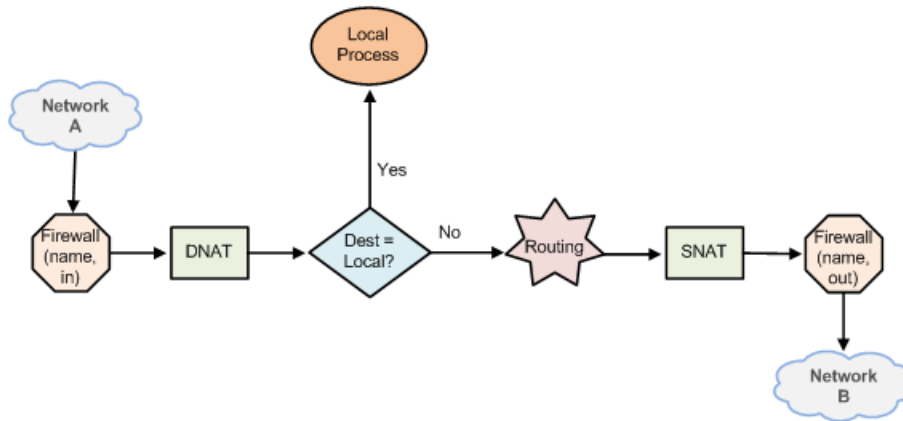 Local
Process
Network
A
Yes
Firewall
(name,
in)
DNAT
Dest =
Local?
No
Routing
SNAT
Firewall
(name,
out)
Network
B